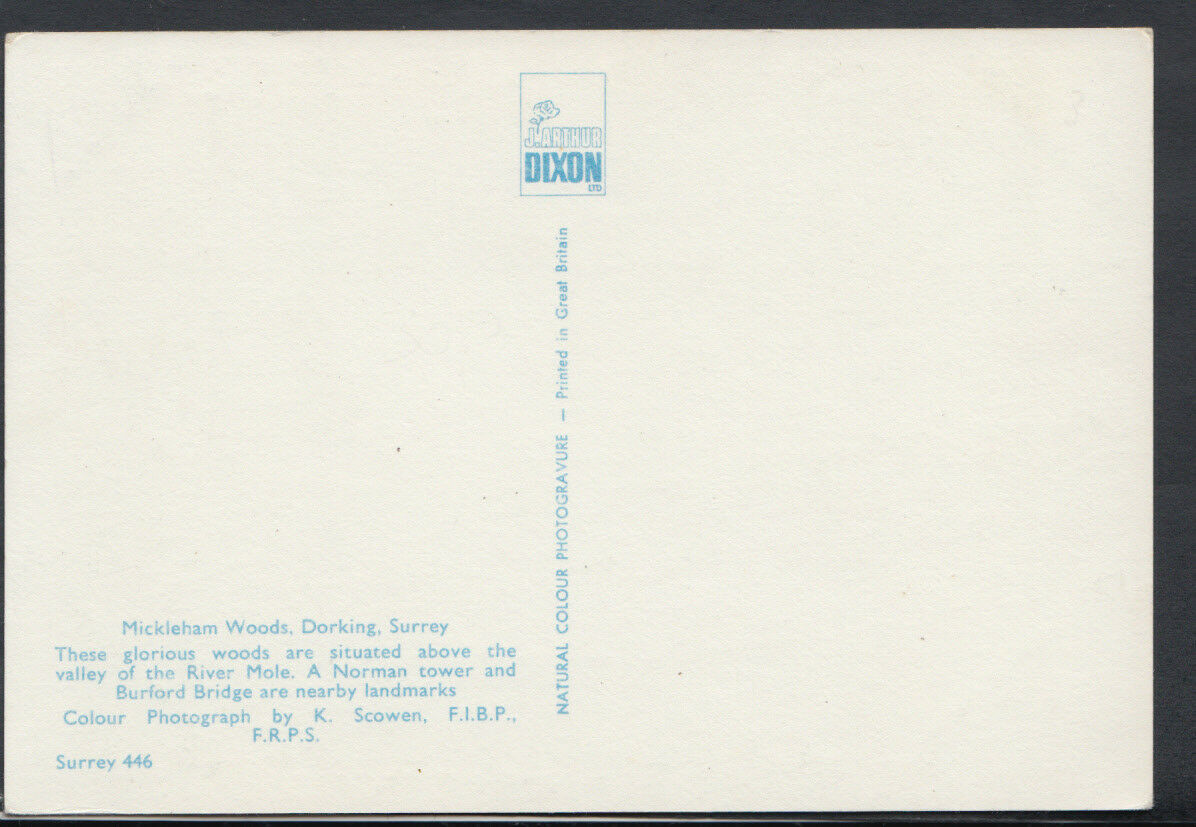 J. ARTHUR
DIXON
LTD
NATURAL COLOUR PHOTOGRAVURE — Printed in Great Britain
Mickleham Woods, Dorking, Surrey
These glorious woods are situated above the
valley of the River Mole. A Norman tower and
Burford Bridge are nearby landmarks
Colour Photograph by K. Scowen, F.I.B.P.,
F.R.P.S.
Surrey 446